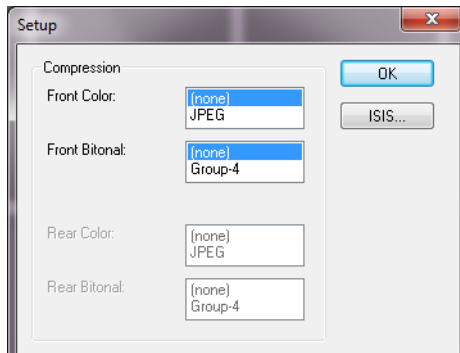 Setup
Compression
Front Color:
(none)
JPEG
OK
ISIS...
Front Bitonal:
(none)
Group-4
Rear Color:
(none)
JPEG
Rear Bitonal:
(none)
Group-4